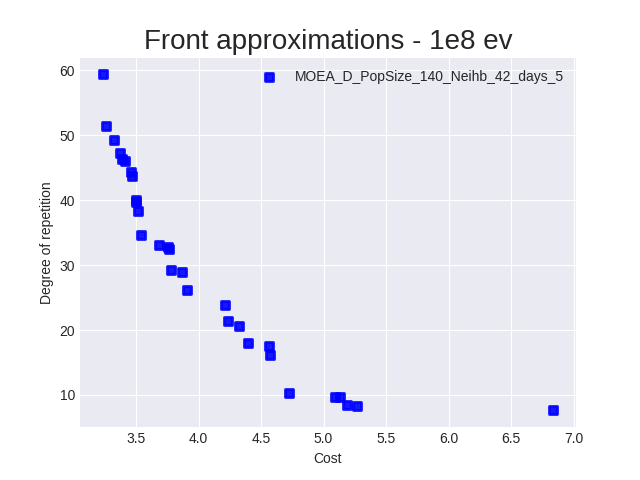 Front approximations - 1e8 ev
MOEA_D_PopSize_140_Neihb_42_days_5
Degree of repetition
60
50
40
30
20
10
3.5 4.0 4.5 5.0 5.5 6.0 6.5 7.0
Cost